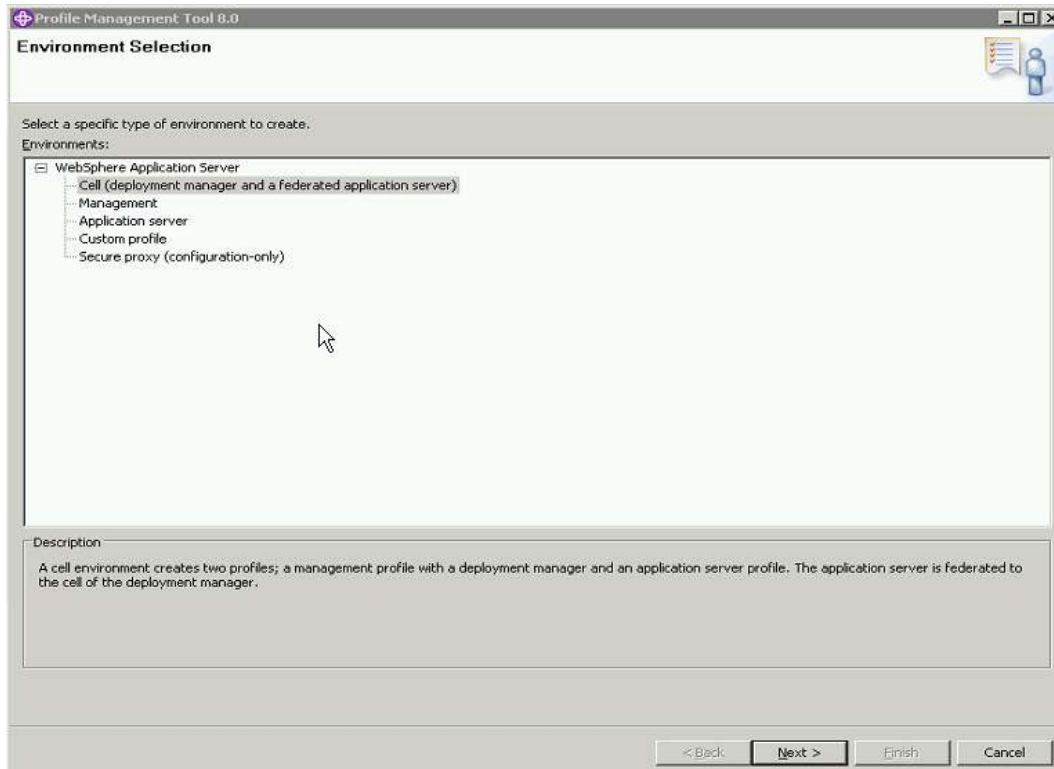 Profile Management Tool 8.0
Environment Selection
Select a specific type of environment to create.
Environments:
WebSphere Application Server
Cell (deployment manager and a federated application server)
Management
Application server
Custom profile
Secure proxy (configuration-only)
Description
A cell environment creates two profiles; a management profile with a deployment manager and an application server profile. The application server is federated to
the cell of the deployment manager.
< Back Next > Finish Cancel